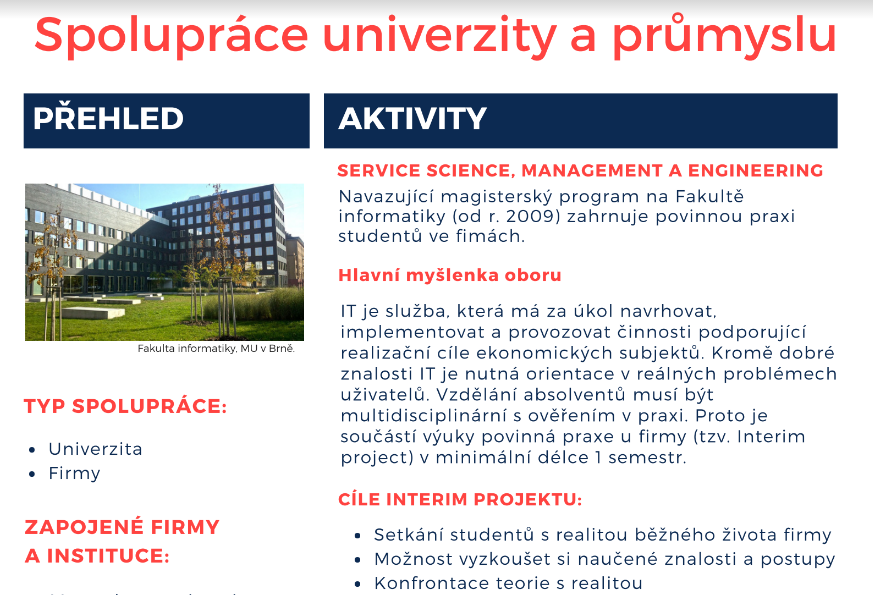 Spolupráce univerzity a průmyslu
PŘEHLED
Fakulta informatiky, MU v Brně.
TYP SPOLUPRÁCE:
• Univerzita
• Firmy
ZAPOJENÉ FIRMY
A INSTITUCE:
AKTIVITY
SERVICE SCIENCE, MANAGEMENT A ENGINEERING
Navazující magisterský program na Fakultě
informatiky (od r. 2009) zahrnuje povinnou praxi
studentů ve fimách.
Hlavní myšlenka oboru
IT je služba, která má za úkol navrhovat,
implementovat a provozovat činnosti podporující
realizační cíle ekonomických subjektů. Kromě dobré
znalosti IT je nutná orientace v reálných problémech
uživatelů. Vzdělání absolventů musí být
multidisciplinární s ověřením v praxi. Proto je
součástí výuky povinná praxe u firmy (tzv. Interim
project) v minimální délce 1 semestr.
CÍLE INTERIM PROJEKTU:
• Setkání studentů s realitou běžného života firmy
• Možnost vyzkoušet si naučené znalosti a postupy
• Konfrontace teorie s realitou